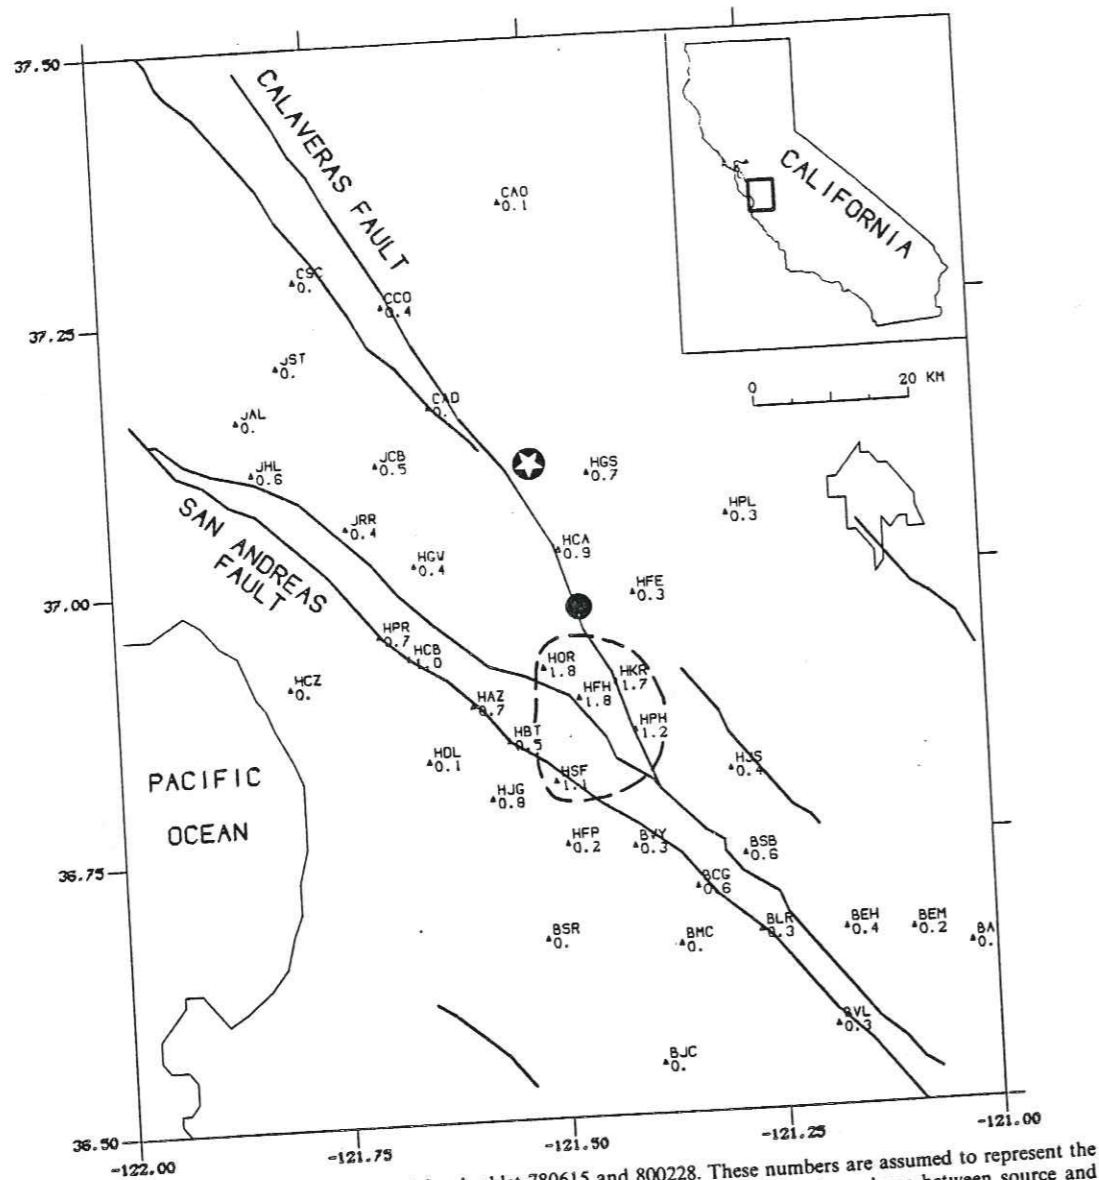 37.50
CALAVERAS FAULT
CALIFORNIA
CAO
0.1
CSC
0.
CCO
0.4
37.25
JST
0.
0
20 KM
CAD
0.
JAL
0.
JCB
0.5
HGS
0.7
JHL
0.6
HPL
0.3
SAN ANDREAS
FAULT
JRR
0.4
HCA
0.9
HGW
0.4
HFE
0.3
37.00
HPR
0.7
HCB
1.0
HOR
1.8
HKR
1.7
HCZ
0.
HFH
1.8
HAZ
0.7
HPH
1.2
HBT
0.5
HDL
0.1
HSF
1.1
HJS
0.4
PACIFIC
OCEAN
HJG
0.8
HFP
0.2
BVY
0.3
BSB
0.6
36.75
BCG
0.6
BSR
0.
BMC
0.
BLR
0.3
BEH
0.4
BEM
0.2
BA
0.
BVL
0.3
BJC
0.
36.50
-122.00
-121.75
-121.50
-121.25
-121.00
780615 and 800228. These numbers are assumed to represent the
between source and